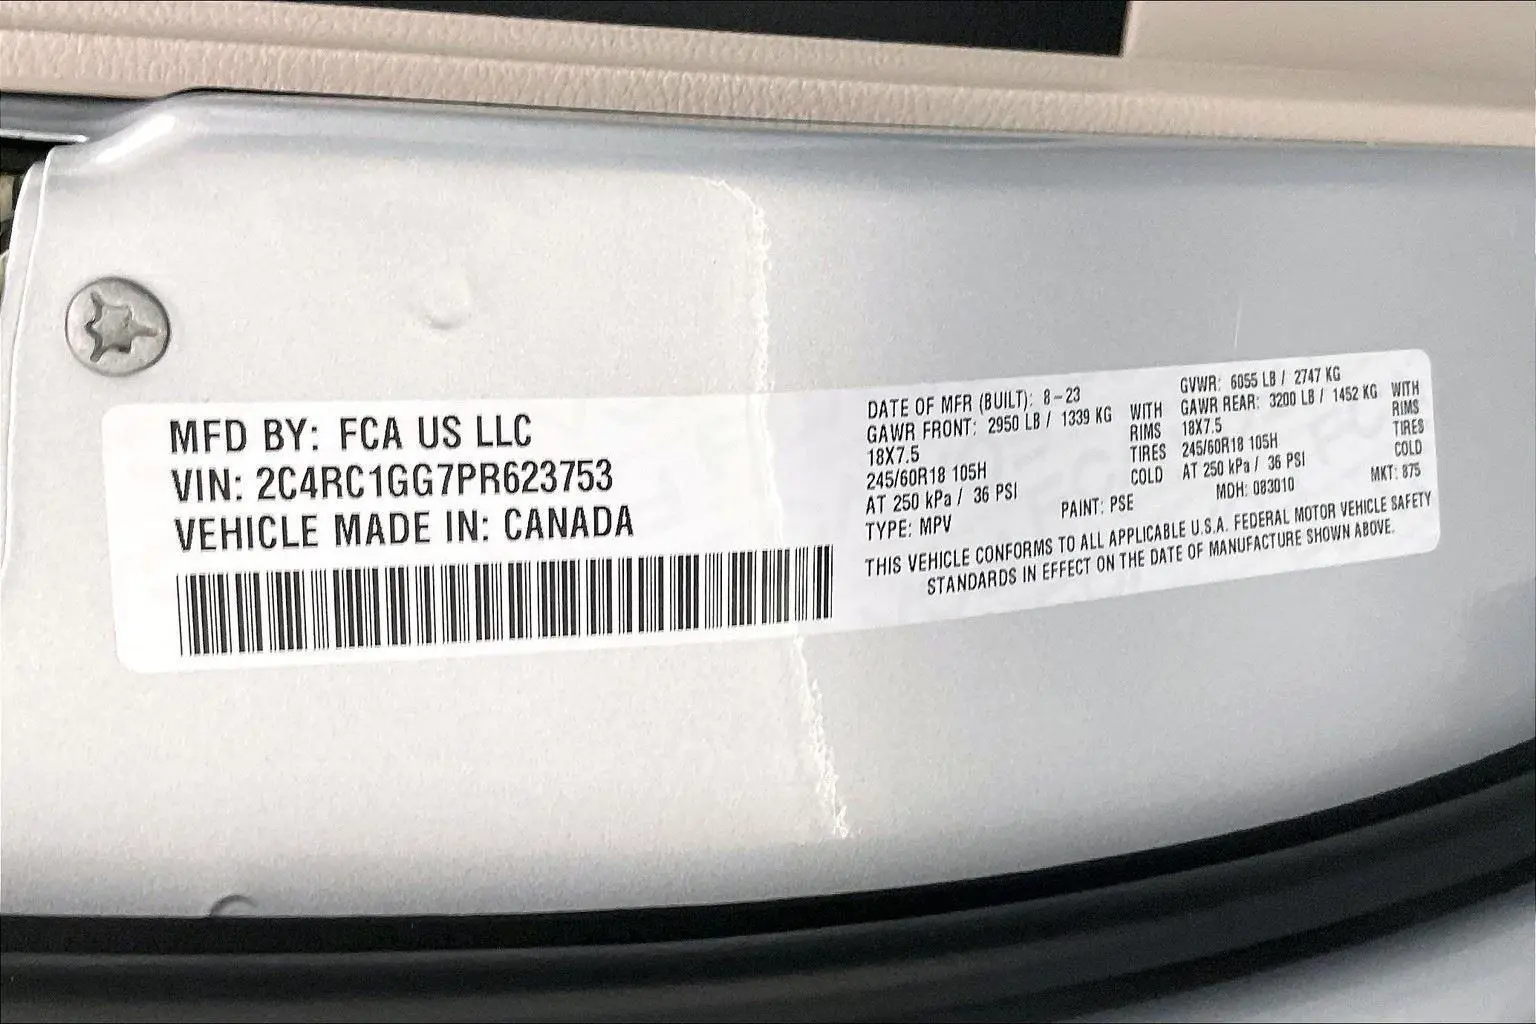 MFD BY: FCA US LLC
VIN: 2C4RC1GG7PR623753
VEHICLE MADE IN: CANADA
DATE OF MFR (BUILT): 8-23
GAWR FRONT: 2950 LB / 1339 KG WITH
18X7.5 RIMS
245/60R18 105H TIRES
AT 250 kPa / 36 PSI COLD
TYPE: MPV
GVWR: 6055 LB / 2747 KG
GAWR REAR: 3200 LB / 1452 KG WITH
18X7.5 RIMS
245/60R18 105H TIRES
AT 250 kPa / 36 PSI COLD
PAINT: PSE MDH: 083010 MKT: 875
THIS VEHICLE CONFORMS TO ALL APPLICABLE U.S.A. FEDERAL MOTOR VEHICLE SAFETY
STANDARDS IN EFFECT ON THE DATE OF MANUFACTURE SHOWN ABOVE.